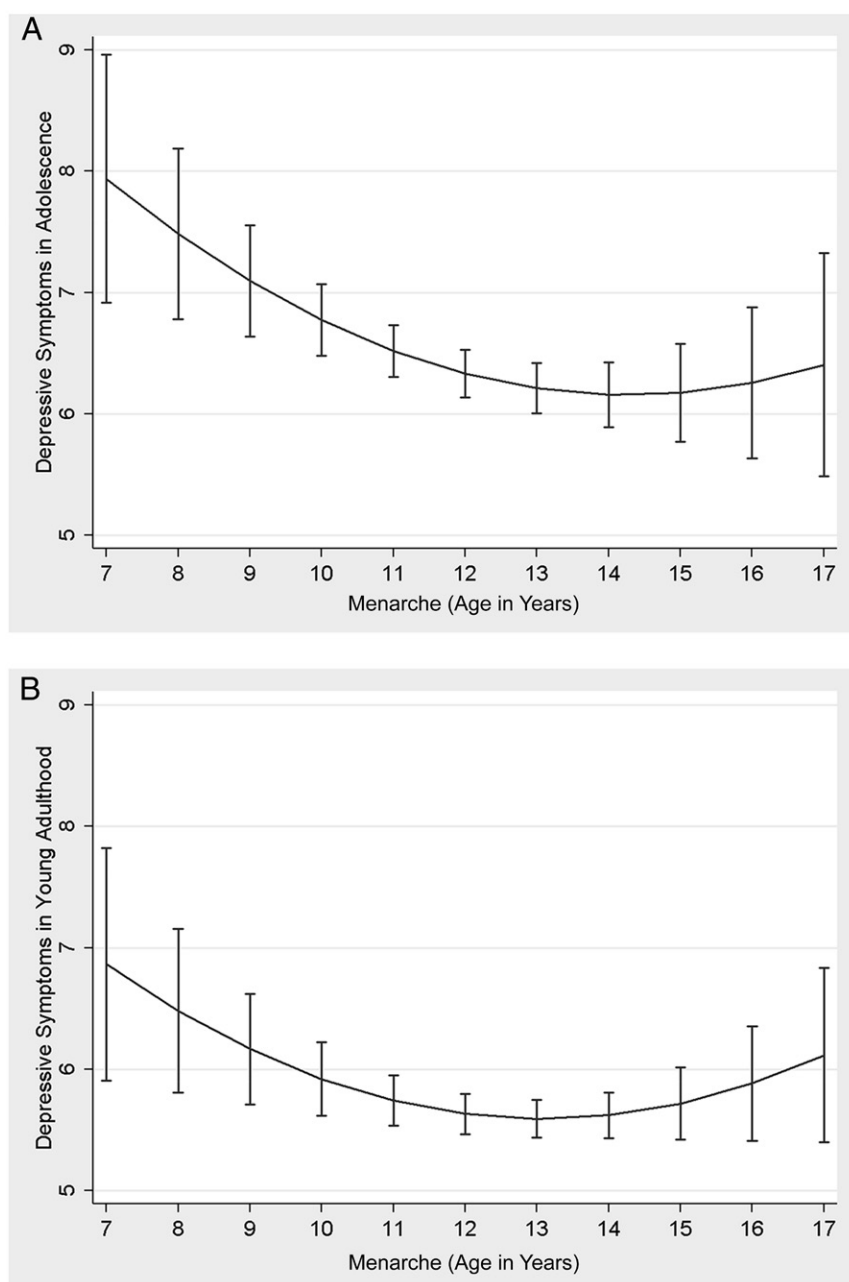 A
Depressive Symptoms in Adolescence
9
8
7
6
5
7 8 9 10 11 12 13 14 15 16 17
Menarche (Age in Years)
B
Depressive Symptoms in Young Adulthood
9
8
7
6
5
7 8 9 10 11 12 13 14 15 16 17
Menarche (Age in Years)